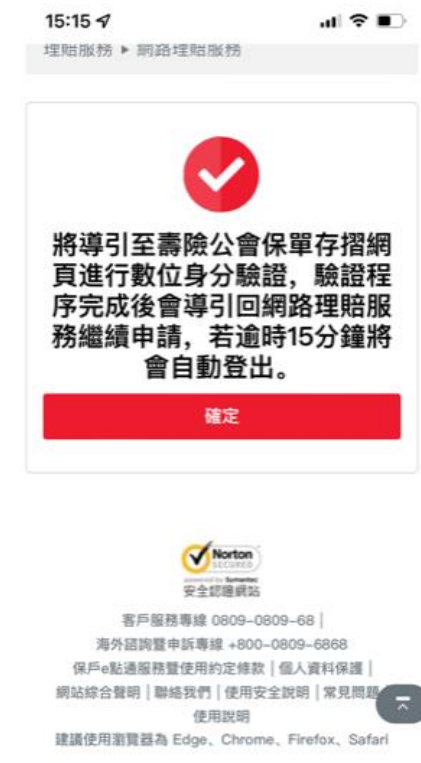 15:15
理賠服務 ▶ 網路理賠服務
將導引至壽險公會保單存摺網
頁進行數位身分驗證，驗證程
序完成後會導引回網路理賠服
務繼續申請，若逾時15分鐘將
會自動登出。
確定
Norton
SECURED
powered by Symantec
安全認證網站
客戶服務專線 0809-0809-68 |
海外諮詢暨申訴專線 +800-0809-6868
保戶e點通服務暨使用約定條款 | 個人資料保護 |
網站綜合聲明 | 聯絡我們 | 使用安全說明 | 常見問題
使用說明
建議使用瀏覽器為 Edge、Chrome、Firefox、Safari